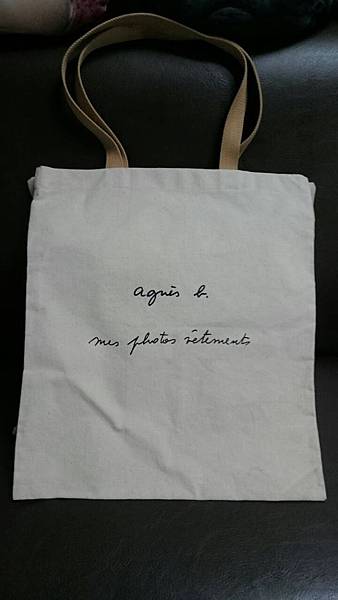 agnès b.
mes photos vêtements